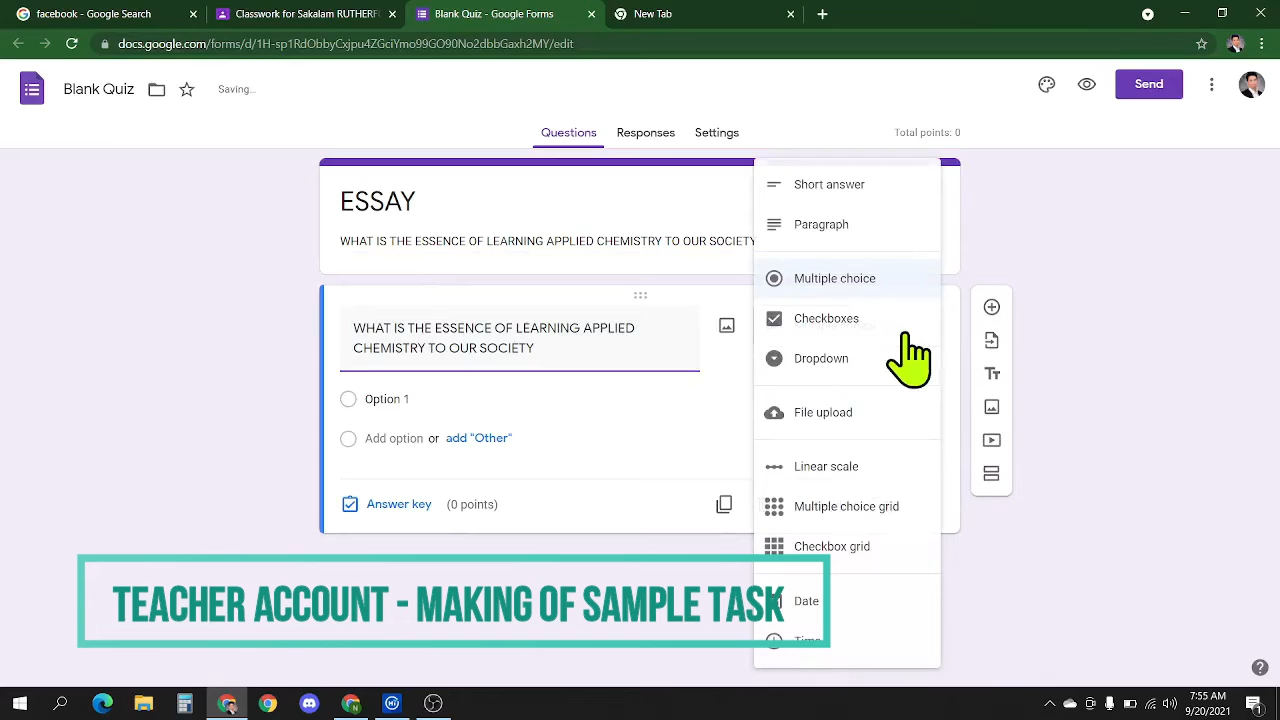 facebook - Google Search
Classwork for Sakalam RUTHERF
Blank Quiz - Google Forms
New Tab
docs.google.com/forms/d/1H-sp1RdObbyCxjpu4ZGciYmo99GO90No2dbbGaxh2MY/edit
Blank Quiz
Saving...
Send
Questions
Responses
Settings
Total points: 0
ESSAY
WHAT IS THE ESSENCE OF LEARNING APPLIED CHEMISTRY TO OUR SOCIETY
WHAT IS THE ESSENCE OF LEARNING APPLIED
CHEMISTRY TO OUR SOCIETY
Option 1
Add option or add "Other"
Answer key (0 points)
Short answer
Paragraph
Multiple choice
Checkboxes
Dropdown
File upload
Linear scale
Multiple choice grid
Checkbox grid
Date
Time
TEACHER ACCOUNT - MAKING OF SAMPLE TASK
7:55 AM
9/20/2021